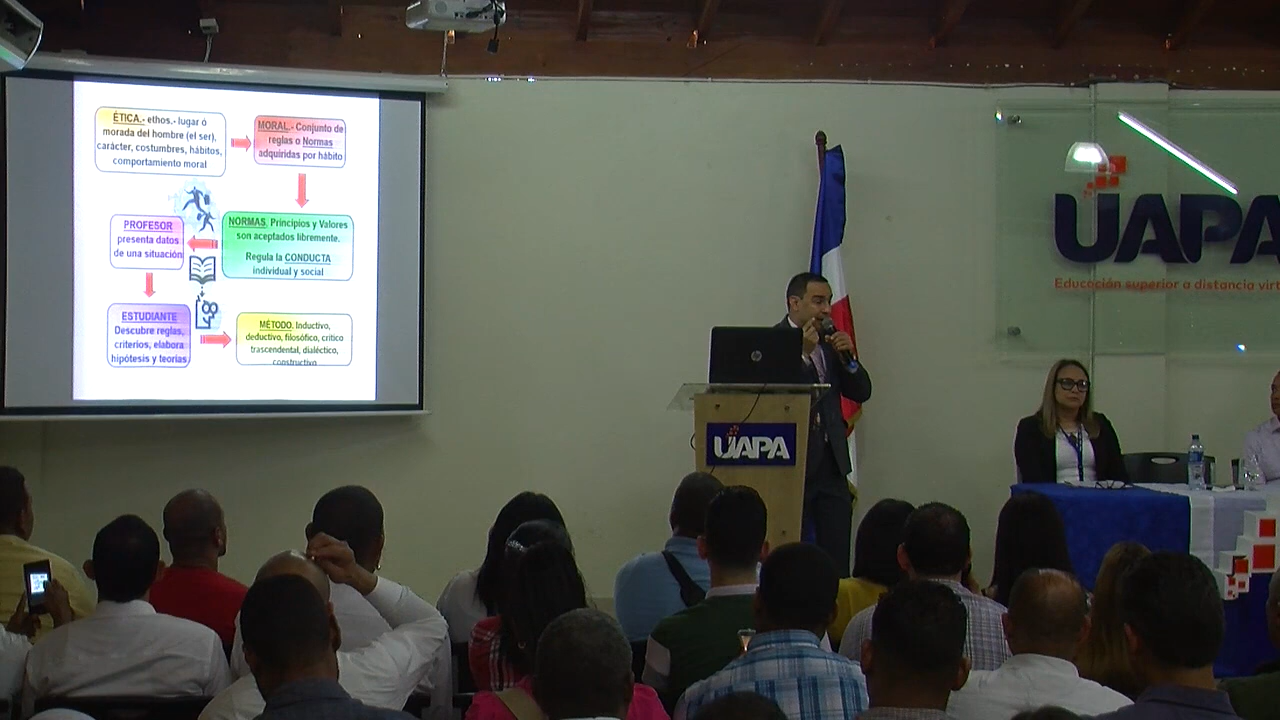 ÉTICA.- ethos.- lugar ó
morada del hombre (el ser),
carácter, costumbres, hábitos,
comportamiento moral
MORAL.- Conjunto de
reglas o Normas
adquiridas por hábito
NORMAS, Principios y Valores
son aceptados libremente.
Regula la CONDUCTA
individual y social
PROFESOR
presenta datos
de una situación
ESTUDIANTE
Descubre reglas,
criterios, elabora
hipótesis y teorías
MÉTODO. Inductivo,
deductivo, filosófico, crítico
trascendental, dialéctico,
constructivo
hp
UAPA
UAPA
Educación superior a distancia virt